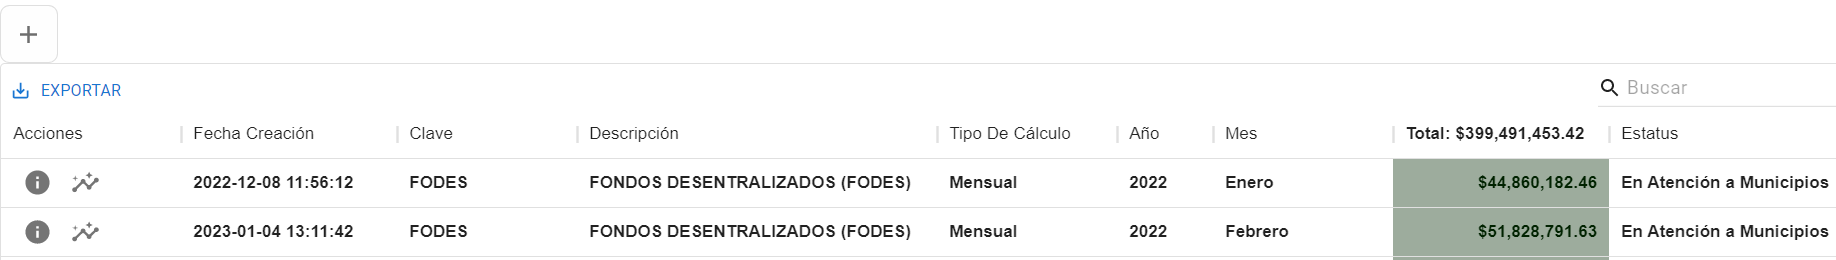 EXPORTAR
Buscar
Acciones Fecha Creación Clave Descripción Tipo De Cálculo Año Mes Total: $399,491,453.42 Estatus
2022-12-08 11:56:12 FODES FONDOS DESENTRALIZADOS (FODES) Mensual 2022 Enero $44,860,182.46 En Atención a Municipios
2023-01-04 13:11:42 FODES FONDOS DESENTRALIZADOS (FODES) Mensual 2022 Febrero $51,828,791.63 En Atención a Municipios